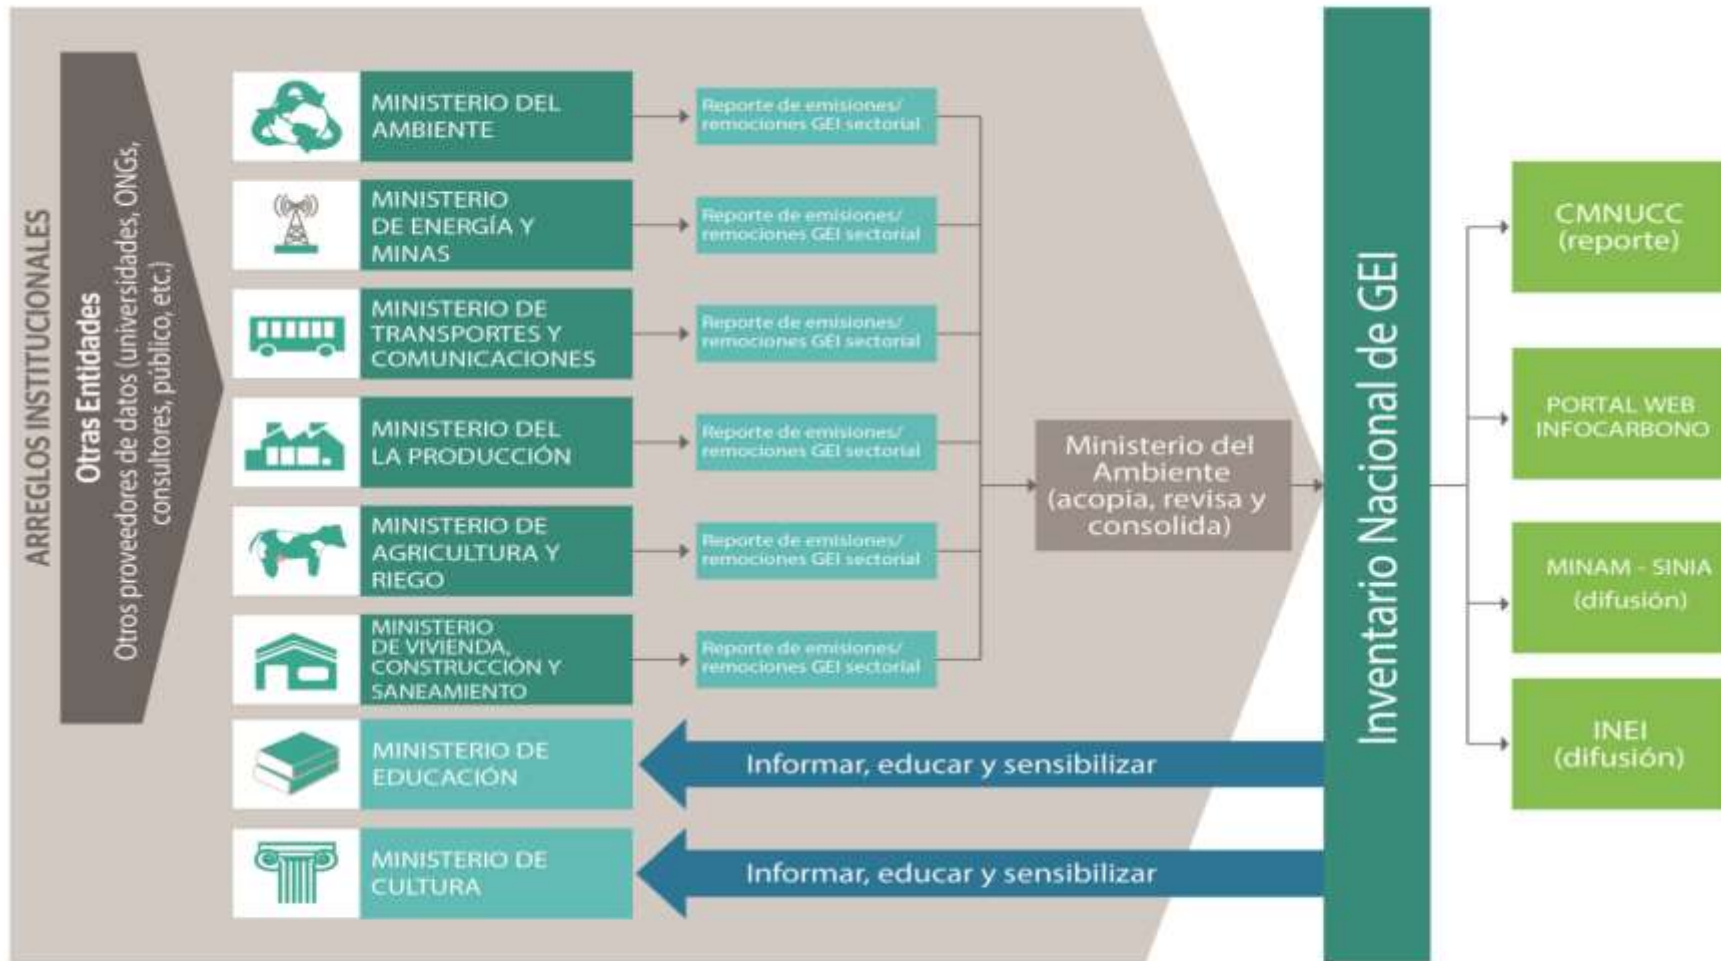 ARREGLOS INSTITUCIONALES
Otras Entidades
Otros proveedores de datos (universidades, ONGs,
consultores, público, etc.)
MINISTERIO DEL
AMBIENTE
Reporte de emisiones/
remociones GEI sectorial
MINISTERIO
DE ENERGÍA Y
MINAS
Reporte de emisiones/
remociones GEI sectorial
MINISTERIO DE
TRANSPORTES Y
COMUNICACIONES
Reporte de emisiones/
remociones GEI sectorial
MINISTERIO DEL
LA PRODUCCIÓN
Reporte de emisiones/
remociones GEI sectorial
MINISTERIO DE
AGRICULTURA Y
RIEGO
Reporte de emisiones/
remociones GEI sectorial
MINISTERIO
DE VIVIENDA,
CONSTRUCCIÓN Y
SANEAMIENTO
Reporte de emisiones/
remociones GEI sectorial
MINISTERIO DE
EDUCACIÓN
Informar, educar y sensibilizar
MINISTERIO DE
CULTURA
Informar, educar y sensibilizar
Ministerio del
Ambiente
(acopia, revisa y
consolida)
Inventario Nacional de GEI
CMNUCC
(reporte)
PORTAL WEB
INFOCARBONO
MINAM - SINIA
(difusión)
INEI
(difusión)